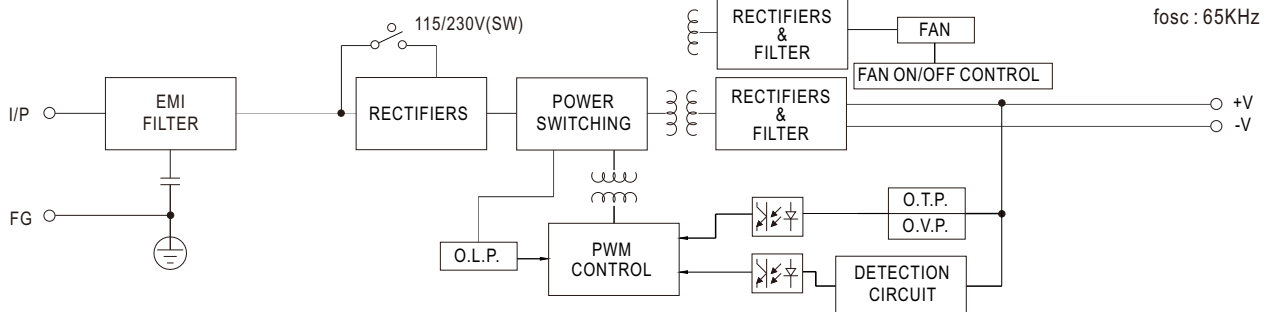 115/230V(SW)
RECTIFIERS
&
FILTER
FAN
fosc : 65KHz
FAN ON/OFF CONTROL
I/P
EMI
FILTER
RECTIFIERS
POWER
SWITCHING
RECTIFIERS
&
FILTER
+V
-V
FG
O.L.P.
PWM
CONTROL
O.T.P.
O.V.P.
DETECTION
CIRCUIT